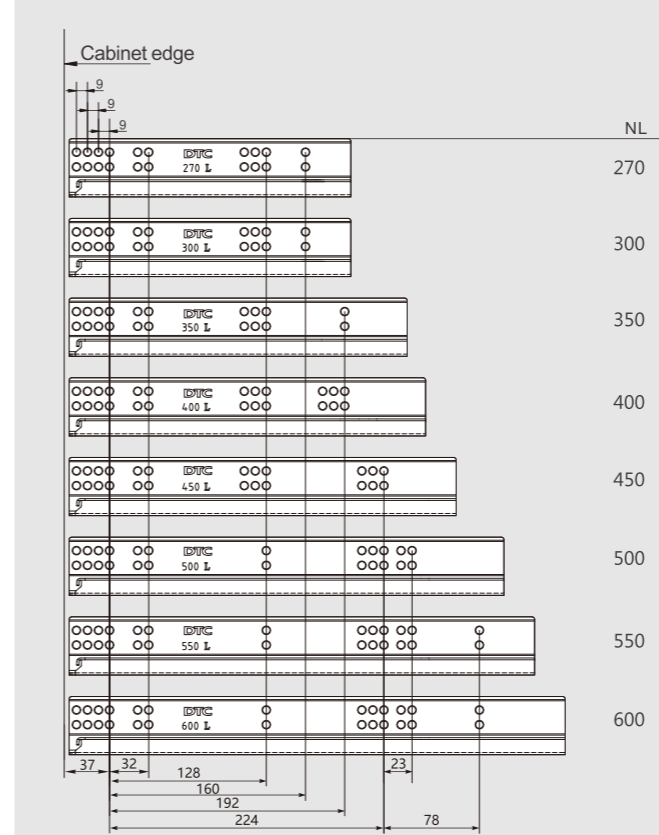 Cabinet edge
9
9
9
NL
DTC
270 L
270
DTC
300 L
300
DTC
350 L
350
DTC
400 L
400
DTC
450 L
450
DTC
500 L
500
DTC
550 L
550
DTC
600 L
600
37 32 23
128
160
192
224 78